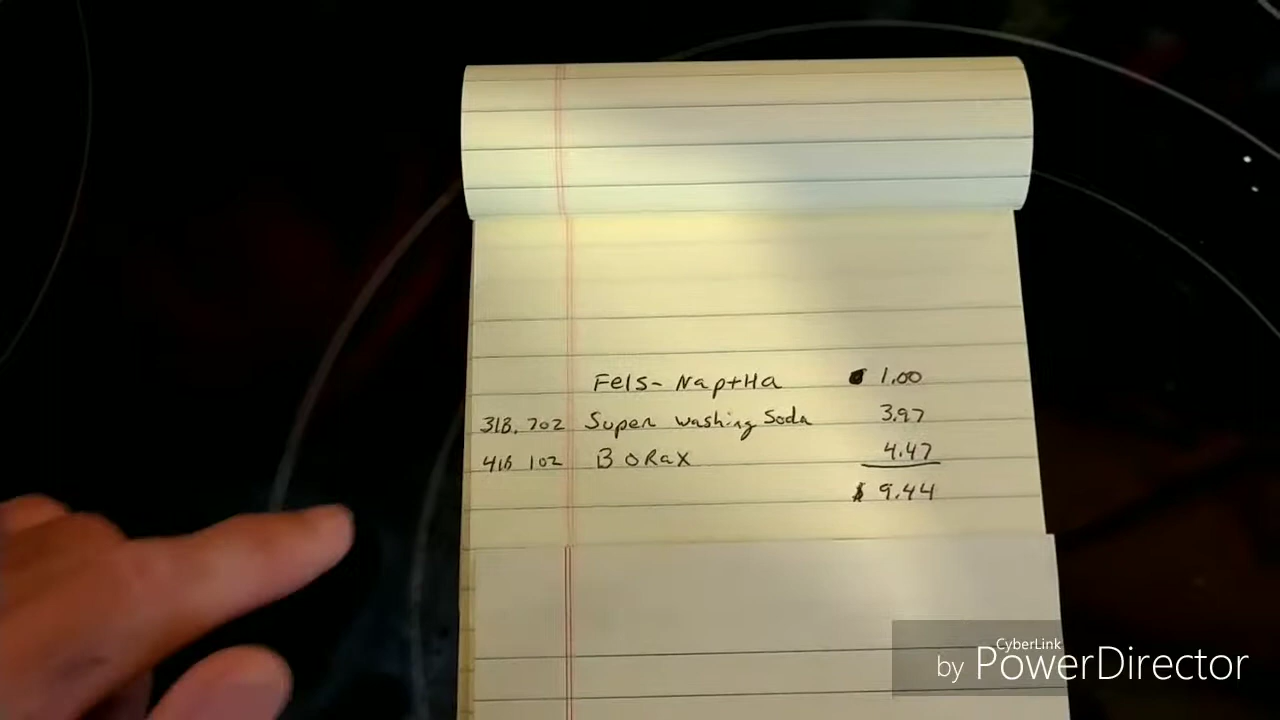 Fels-Naptha 1.00
3lB. 7oz Super washing Soda 3.97
4lB 1oz BoRax 4.47
$ 9.44
CyberLink
by PowerDirector